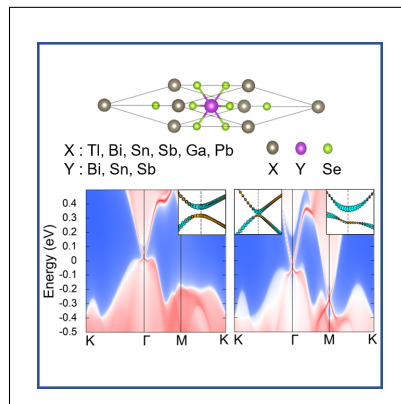 X : Tl, Bi, Sn, Sb, Ga, Pb
Y : Bi, Sn, Sb
X Y Se
Energy (eV)
0.4
0.3
0.2
0.1
0
-0.1
-0.2
-0.3
-0.4
-0.5
K Γ M K K Γ M K